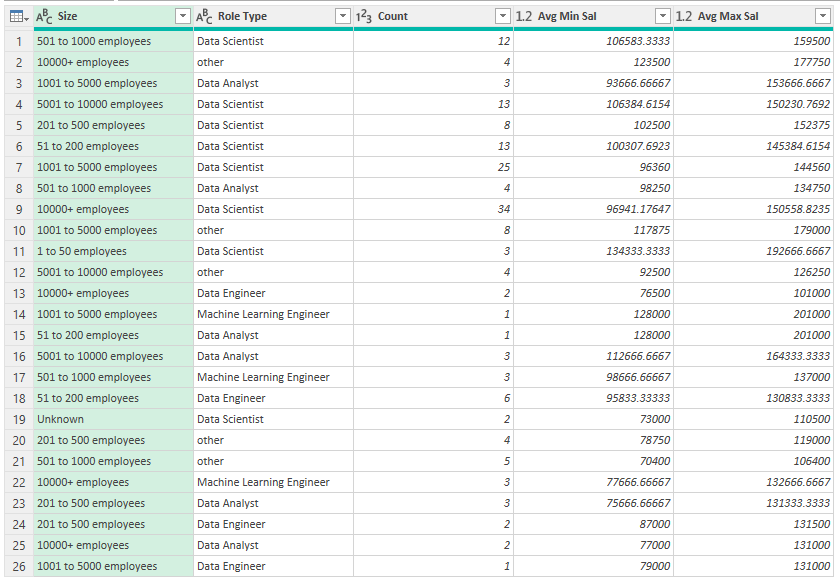 ABC Size ABC Role Type 123 Count 1.2 Avg Min Sal 1.2 Avg Max Sal
1 501 to 1000 employees Data Scientist 12 106583.3333 159500
2 10000+ employees other 4 123500 177750
3 1001 to 5000 employees Data Analyst 3 93666.66667 153666.6667
4 5001 to 10000 employees Data Scientist 13 106384.6154 150230.7692
5 201 to 500 employees Data Scientist 8 102500 152375
6 51 to 200 employees Data Scientist 13 100307.6923 145384.6154
7 1001 to 5000 employees Data Scientist 25 96360 144560
8 501 to 1000 employees Data Analyst 4 98250 134750
9 10000+ employees Data Scientist 34 96941.17647 150558.8235
10 1001 to 5000 employees other 8 117875 179000
11 1 to 50 employees Data Scientist 3 134333.3333 192666.6667
12 5001 to 10000 employees other 4 92500 126250
13 10000+ employees Data Engineer 2 76500 101000
14 1001 to 5000 employees Machine Learning Engineer 1 128000 201000
15 51 to 200 employees Data Analyst 1 128000 201000
16 5001 to 10000 employees Data Analyst 3 112666.6667 164333.3333
17 501 to 1000 employees Machine Learning Engineer 3 98666.66667 137000
18 51 to 200 employees Data Engineer 6 95833.33333 130833.3333
19 Unknown Data Scientist 2 73000 110500
20 201 to 500 employees other 4 78750 119000
21 501 to 1000 employees other 5 70400 106400
22 10000+ employees Machine Learning Engineer 3 77666.66667 132666.6667
23 201 to 500 employees Data Analyst 3 75666.66667 131333.3333
24 201 to 500 employees Data Engineer 2 87000 131500
25 10000+ employees Data Analyst 2 77000 131000
26 1001 to 5000 employees Data Engineer 1 79000 131000